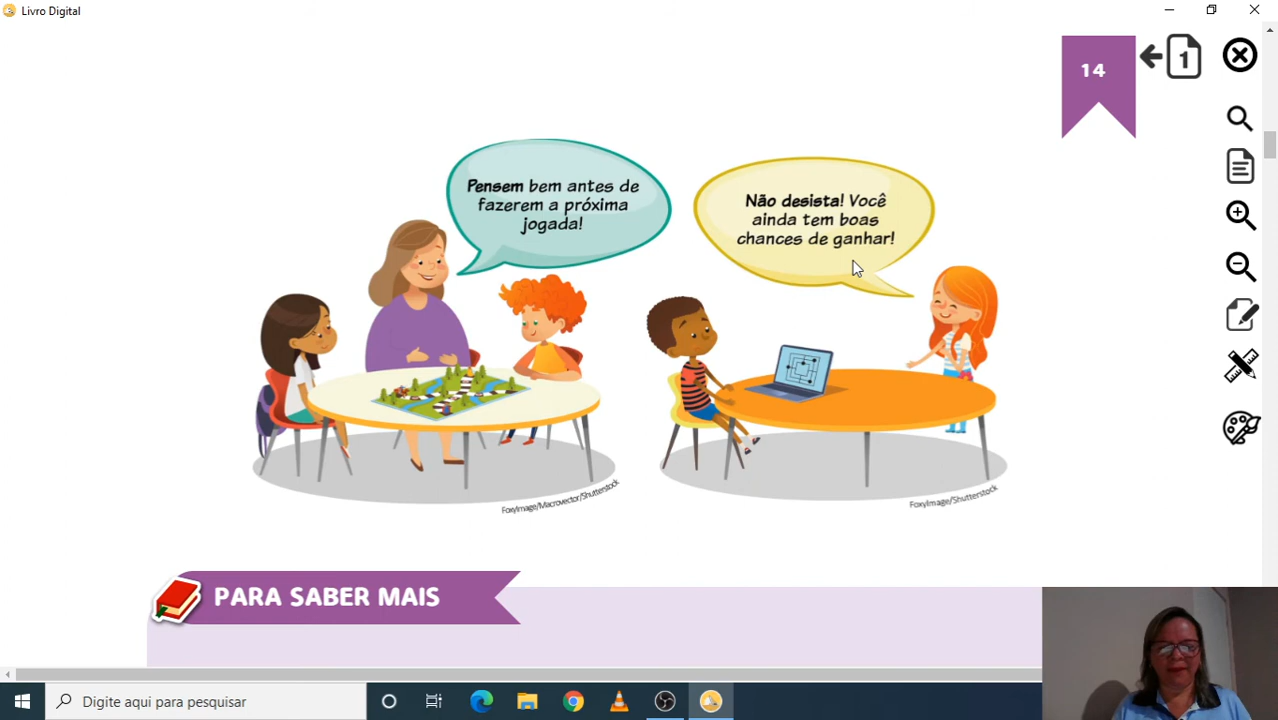 Livro Digital
14
1
Pensem bem antes de
fazerem a próxima
jogada!
Não desista! Você
ainda tem boas
chances de ganhar!
FoxyImage/Macrovector/Shutterstock
FoxyImage/Shutterstock
PARA SABER MAIS
Digite aqui para pesquisar